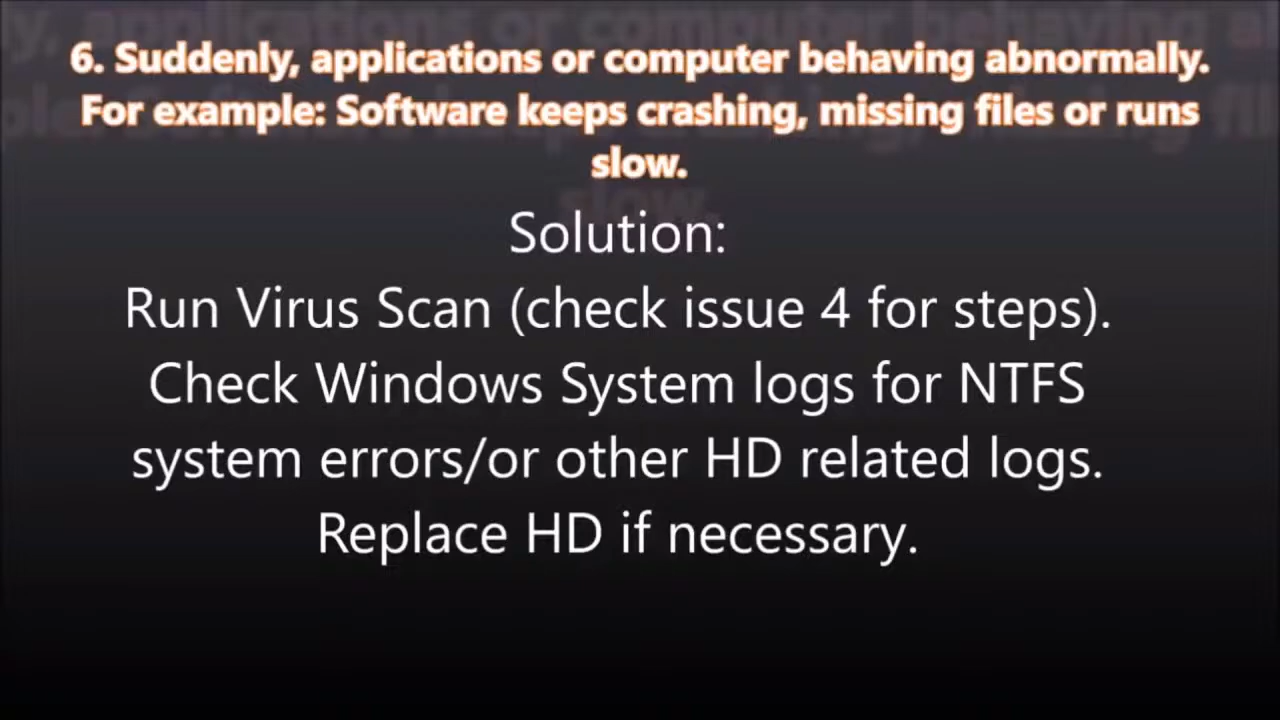 6. Suddenly, applications or computer behaving abnormally.
For example: Software keeps crashing, missing files or runs
slow.
Solution:
Run Virus Scan (check issue 4 for steps).
Check Windows System logs for NTFS
system errors/or other HD related logs.
Replace HD if necessary.